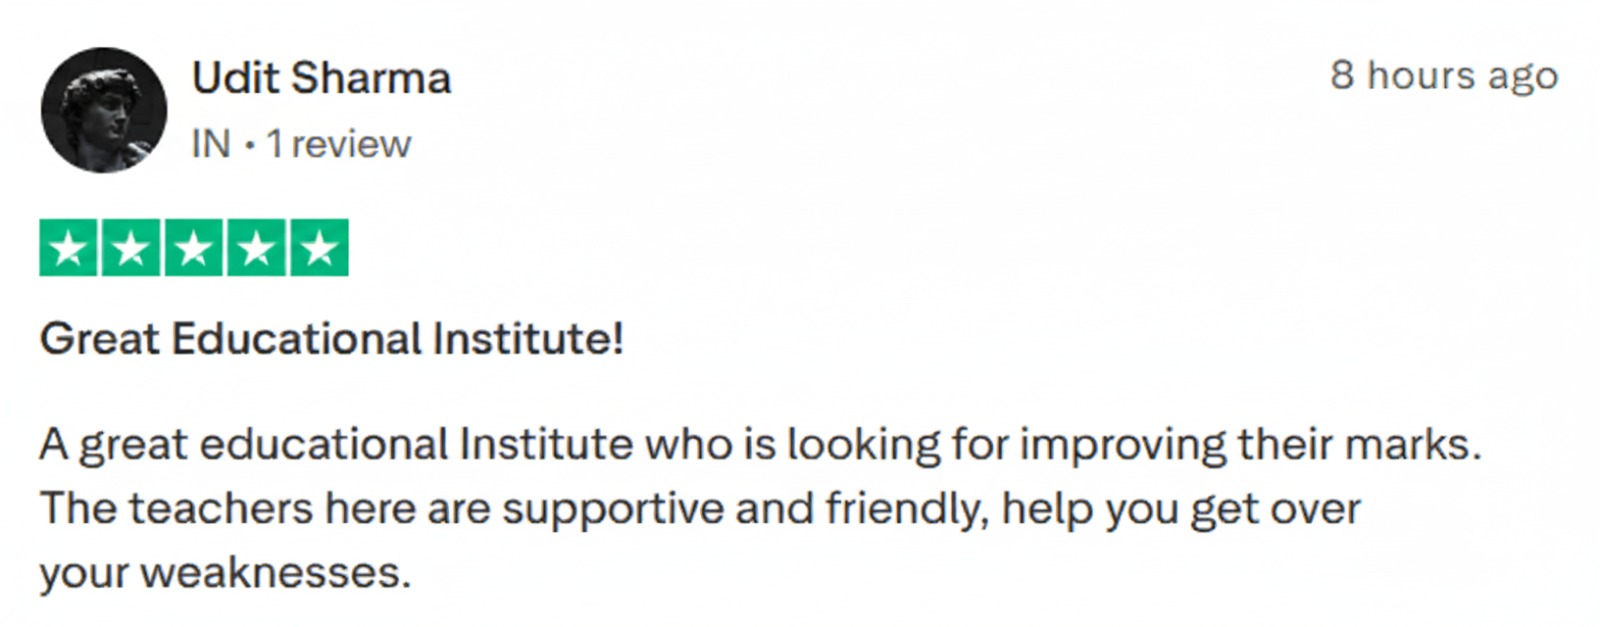 Udit Sharma
8 hours ago
IN • 1 review
Great Educational Institute!
A great educational Institute who is looking for improving their marks.
The teachers here are supportive and friendly, help you get over
your weaknesses.